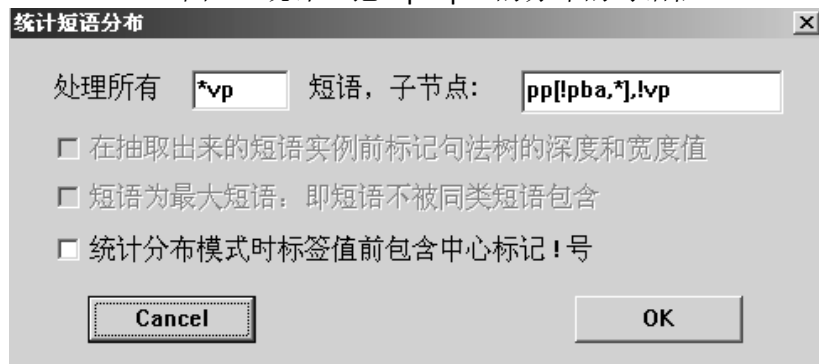 统计短语分布
处理所有 *vp 短语，子节点: pp[!pba,*],!vp
在抽取出来的短语实例前标记句法树的深度和宽度值
短语为最大短语：即短语不被同类短语包含
统计分布模式时标签值前包含中心标记!号
Cancel OK